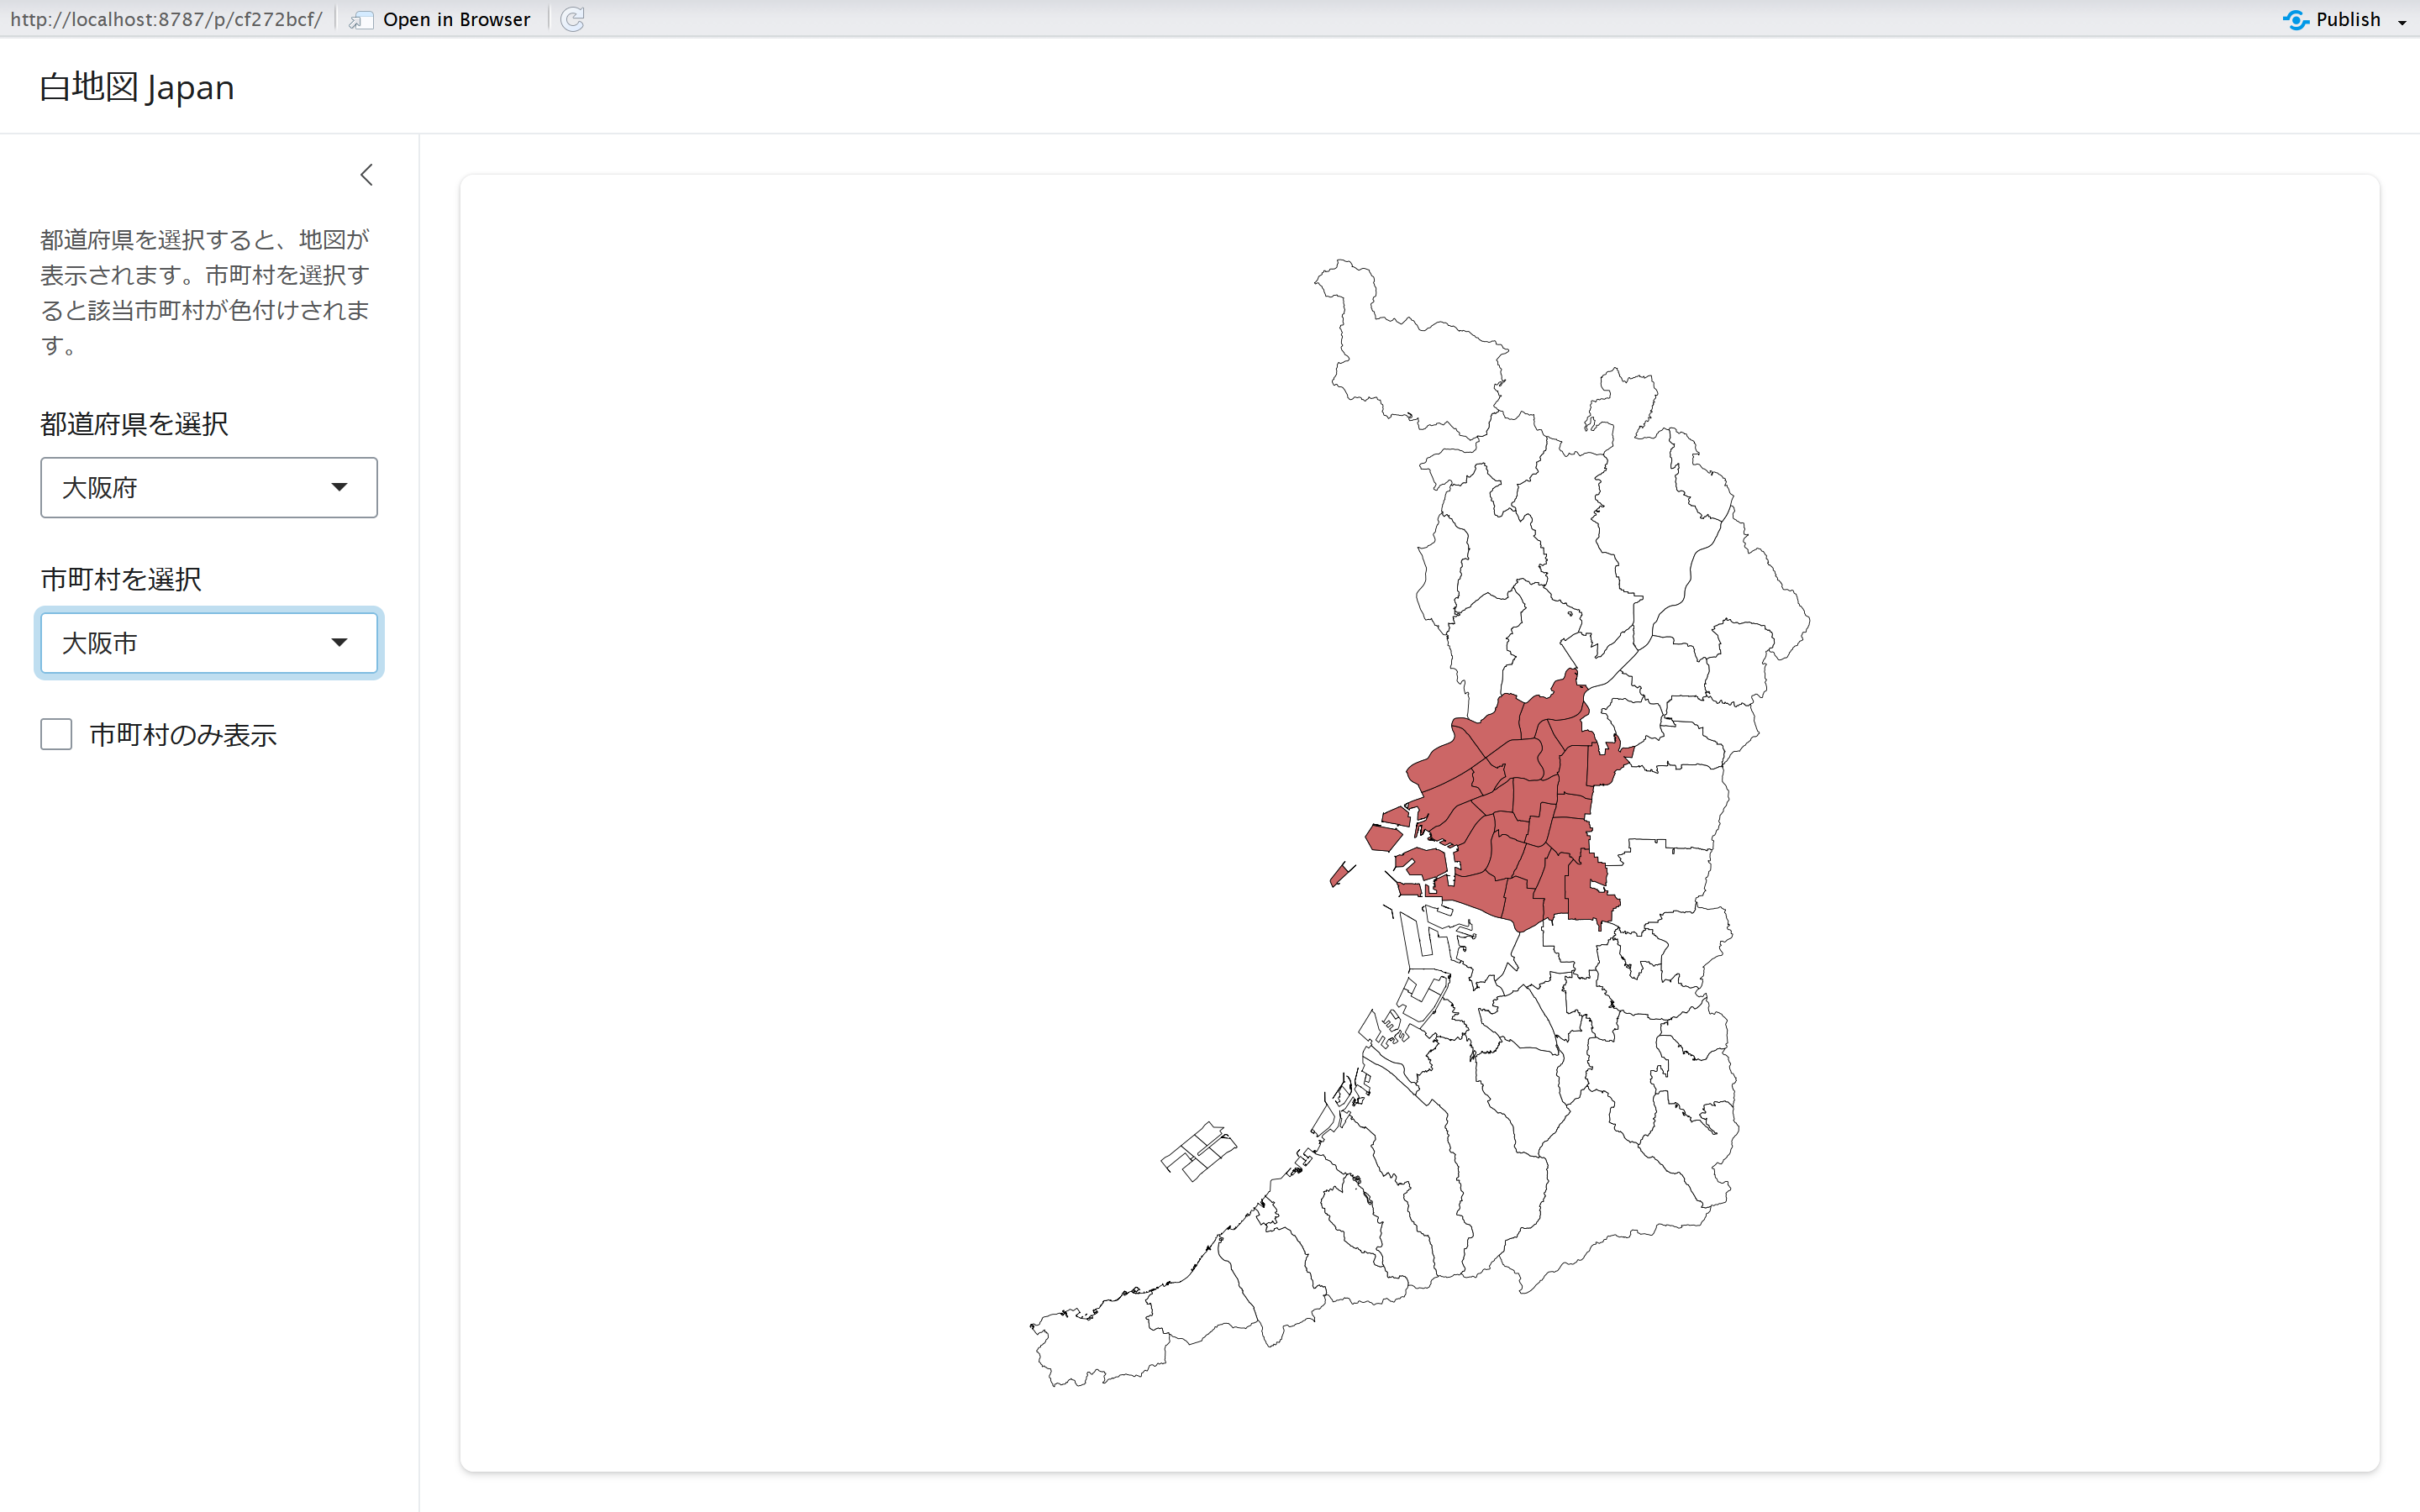 http://localhost:8787/p/cf272bcf/ Open in Browser Publish
白地図 Japan
都道府県を選択すると、地図が
表示されます。市町村を選択す
ると該当市町村が色付けされま
す。
都道府県を選択
大阪府
市町村を選択
大阪市
市町村のみ表示